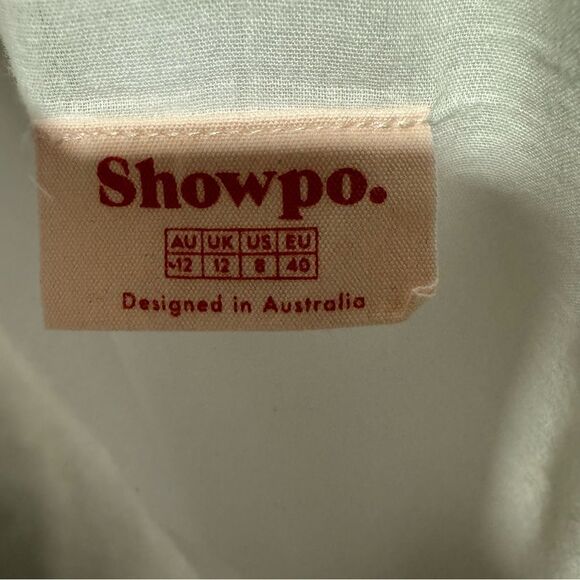 Showpo.
AU UK US EU
12 12 8 40
Designed in Australia